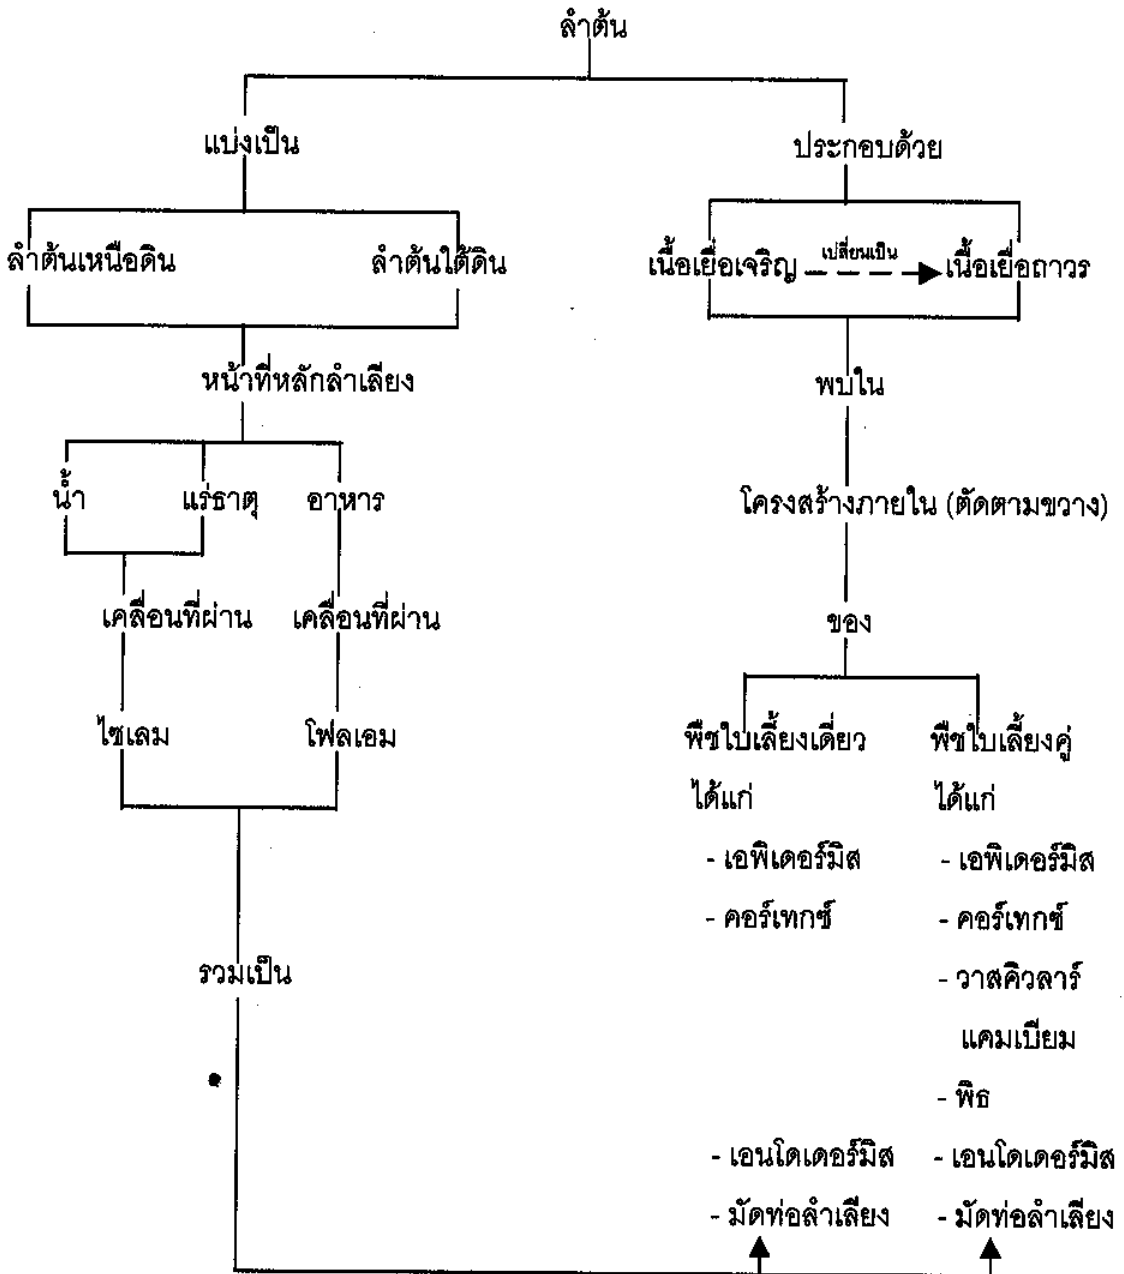 ลำต้น
แบ่งเป็น
ประกอบด้วย
ลำต้นเหนือดิน
ลำต้นใต้ดิน
เนื้อเยื่อเจริญ
เปลี่ยนเป็น
เนื้อเยื่อถาวร
หน้าที่หลักลำเลียง
พบใน
น้ำ
แร่ธาตุ
อาหาร
โครงสร้างภายใน (ตัดตามขวาง)
เคลื่อนที่ผ่าน
เคลื่อนที่ผ่าน
ของ
ไซเลม
โฟลเอม
พืชใบเลี้ยงเดี่ยว
พืชใบเลี้ยงคู่
ได้แก่
ได้แก่
- เอพิเดอร์มิส
- เอพิเดอร์มิส
- คอร์เทกซ์
- คอร์เทกซ์
รวมเป็น
- วาสคิวลาร์
แคมเบียม
- พิธ
- เอนโดเดอร์มิส
- เอนโดเดอร์มิส
- มัดท่อลำเลียง
- มัดท่อลำเลียง